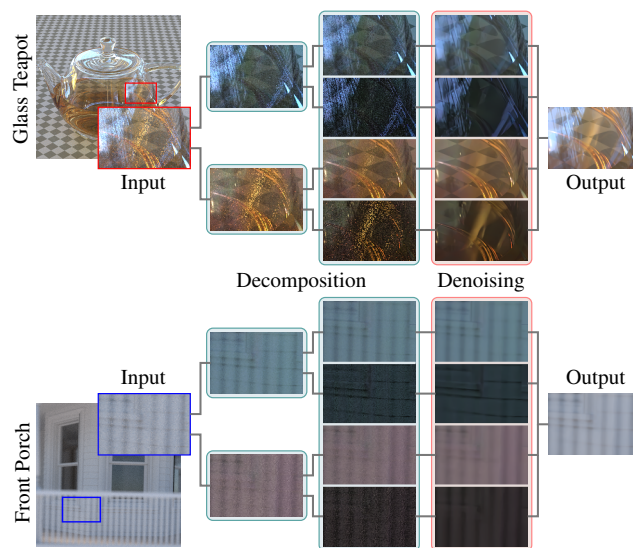 Glass Teapot
Input
Output
Decomposition
Denoising
Input
Output
Front Porch